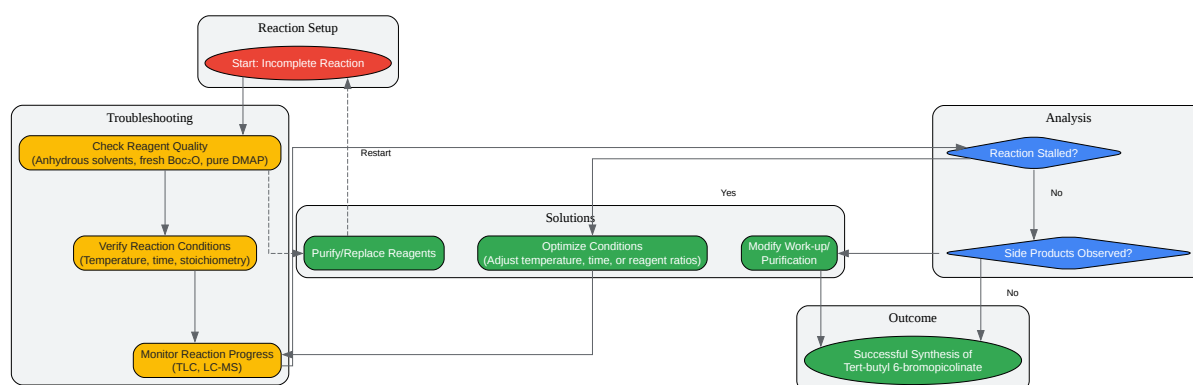 Reaction Setup
Start: Incomplete Reaction
Troubleshooting
Check Reagent Quality
(Anhydrous solvents, fresh Boc₂O, pure DMAP)
Verify Reaction Conditions
(Temperature, time, stoichiometry)
Monitor Reaction Progress
(TLC, LC-MS)
Restart
Solutions
Purify/Replace Reagents
Optimize Conditions
(Adjust temperature, time, or reagent ratios)
Modify Work-up/
Purification
Yes
Analysis
Reaction Stalled?
No
Side Products Observed?
No
Outcome
Successful Synthesis of
Tert-butyl 6-bromopicolinate